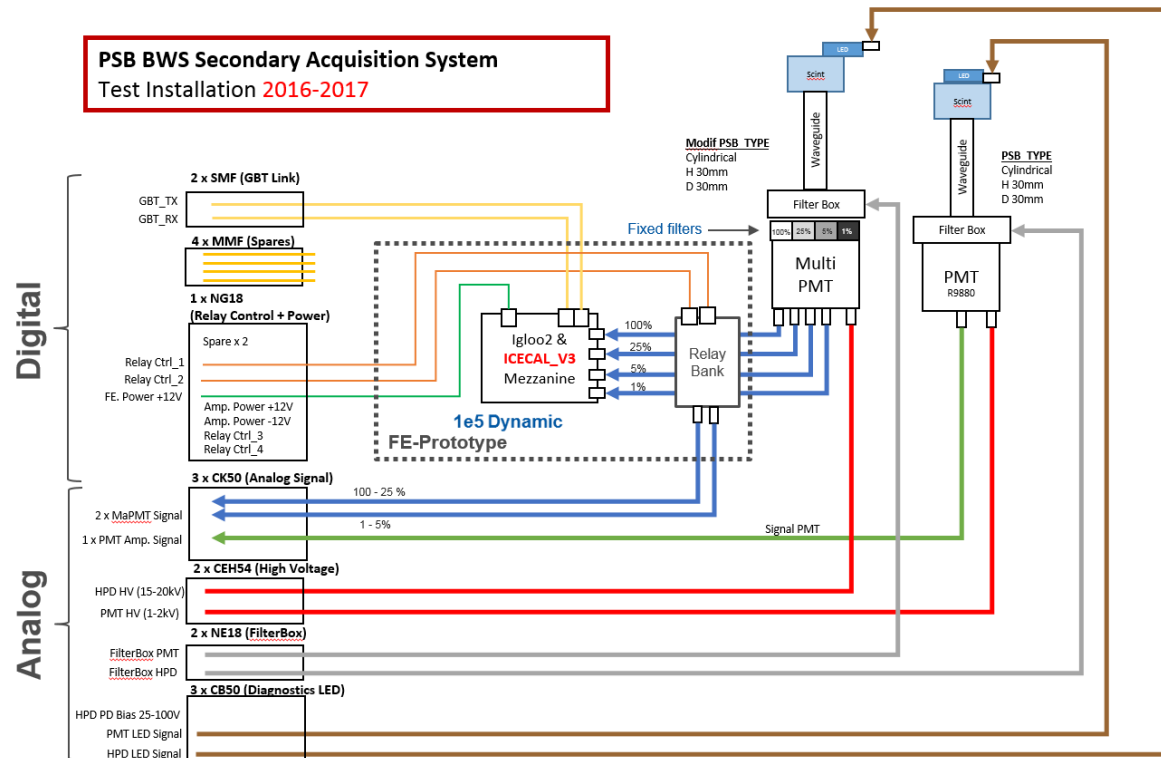 PSB BWS Secondary Acquisition System
Test Installation 2016-2017
LED
Scint
Waveguide
Modif PSB TYPE
Cylindrical
H 30mm
D 30mm
Filter Box
Fixed filters
100% 25% 5% 1%
Multi
PMT
LED
Scint
Waveguide
PSB TYPE
Cylindrical
H 30mm
D 30mm
Filter Box
PMT
R9880
Digital
2 x SMF (GBT Link)
GBT_TX
GBT_RX
4 x MMF (Spares)
1 x NG18
(Relay Control + Power)
Spare x 2
Relay Ctrl_1
Relay Ctrl_2
FE. Power +12V
Amp. Power +12V
Amp. Power -12V
Relay Ctrl_3
Relay Ctrl_4
Igloo2 &
ICECAL_V3
Mezzanine
100%
25%
5%
1%
Relay
Bank
1e5 Dynamic
FE-Prototype
Analog
3 x CK50 (Analog Signal)
100 - 25 %
2 x MaPMT Signal
1 - 5%
1 x PMT Amp. Signal
Signal PMT
2 x CEH54 (High Voltage)
HPD HV (15-20kV)
PMT HV (1-2kV)
2 x NE18 (FilterBox)
FilterBox PMT
FilterBox HPD
3 x CB50 (Diagnostics LED)
HPD PD Bias 25-100V
PMT LED Signal
HPD LED Signal